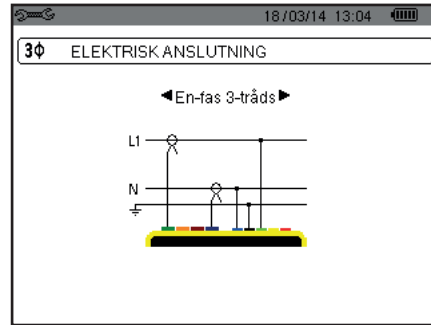 18/03/14 13:04
3Φ ELEKTRISK ANSLUTNING
◄En-fas 3-tråds►
L1
N